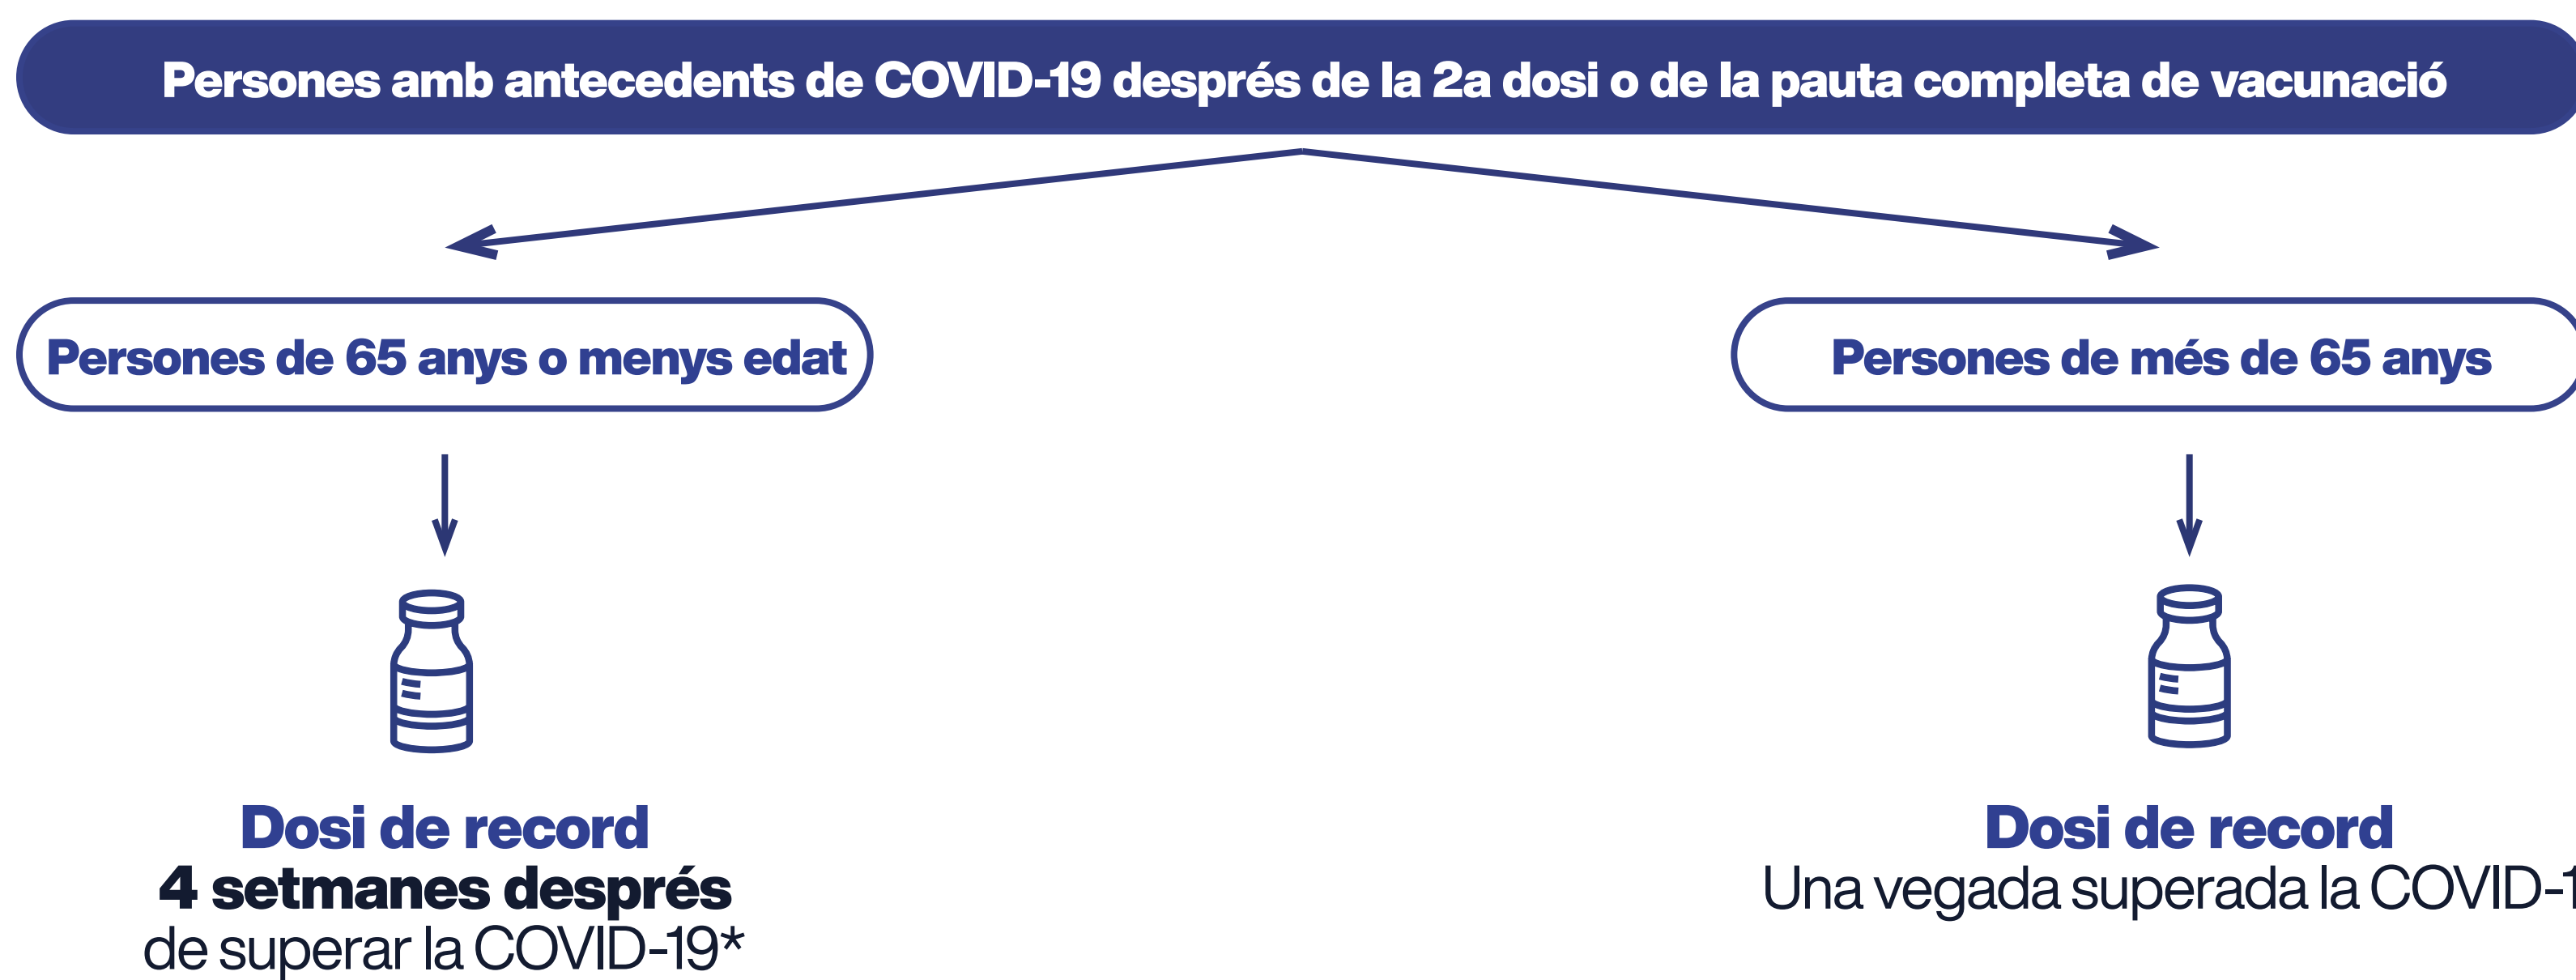 Persones amb antecedents de COVID-19 després de la 2a dosi o de la pauta completa de vacunació
Persones de 65 anys o menys edat
Persones de més de 65 anys
Dosi de record
4 setmanes després
de superar la COVID-19*
Dosi de record
Una vegada superada la COVID-1